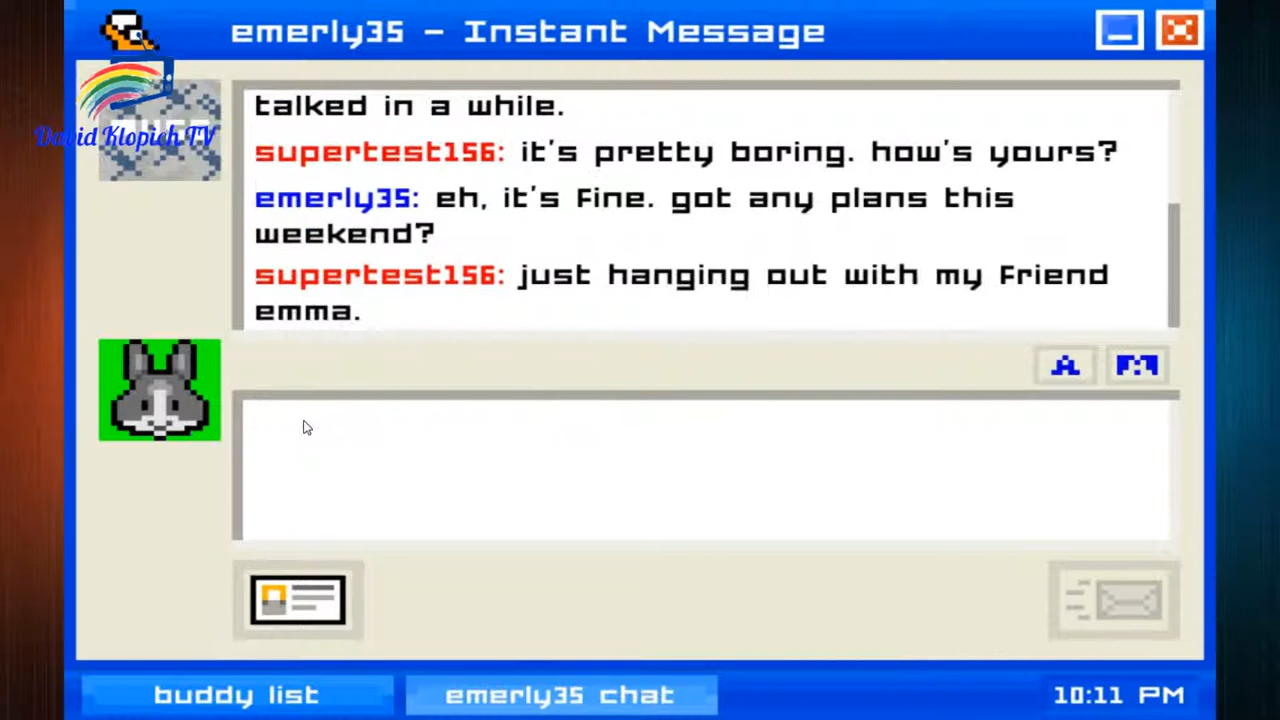 emerly35 - Instant Message
David Klopich TV
talked in a while.
supertest156: it's pretty boring. how's yours?
emerly35: eh, it's fine. got any plans this
weekend?
supertest156: just hanging out with my friend
emma.
A
buddy list
emerly35 chat
10:11 PM